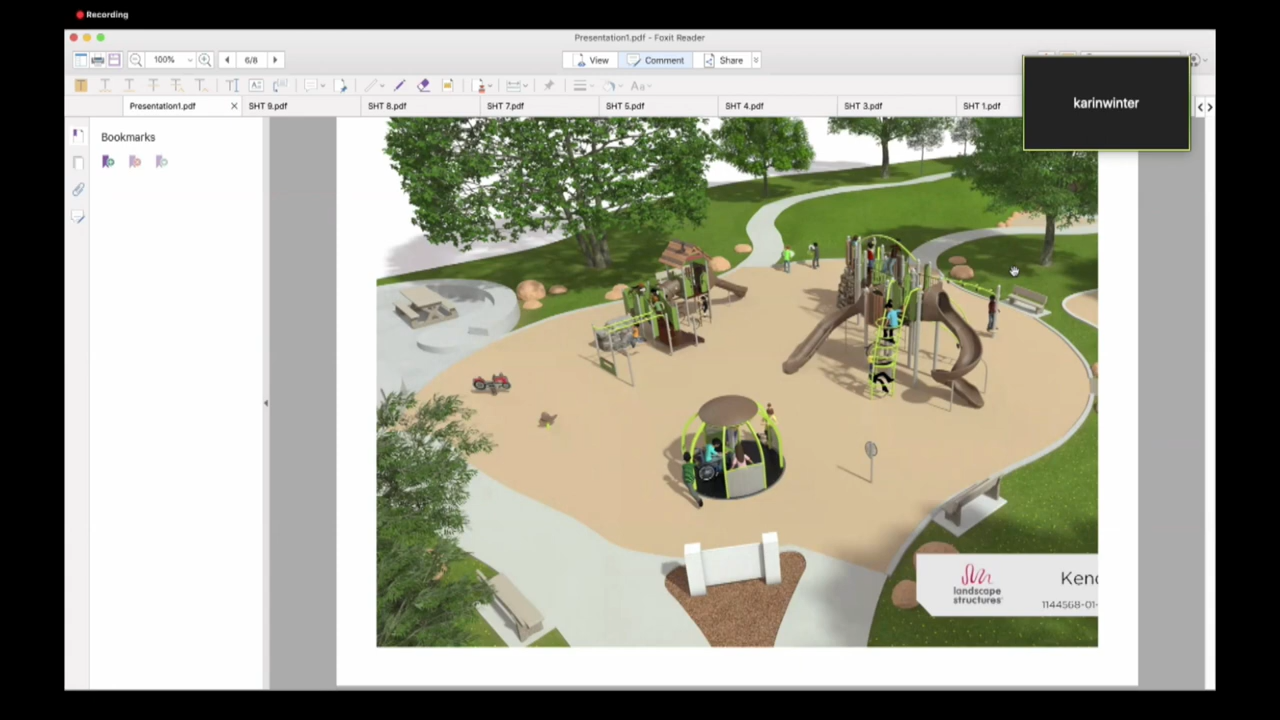 Recording
Presentation1.pdf - Foxit Reader
100%
6/8
View
Comment
Share
Presentation1.pdf
SHT 9.pdf
SHT 8.pdf
SHT 7.pdf
SHT 5.pdf
SHT 4.pdf
SHT 3.pdf
SHT 1.pdf
karinwinter
Bookmarks
landscape
structures
Ken
1144568-01-